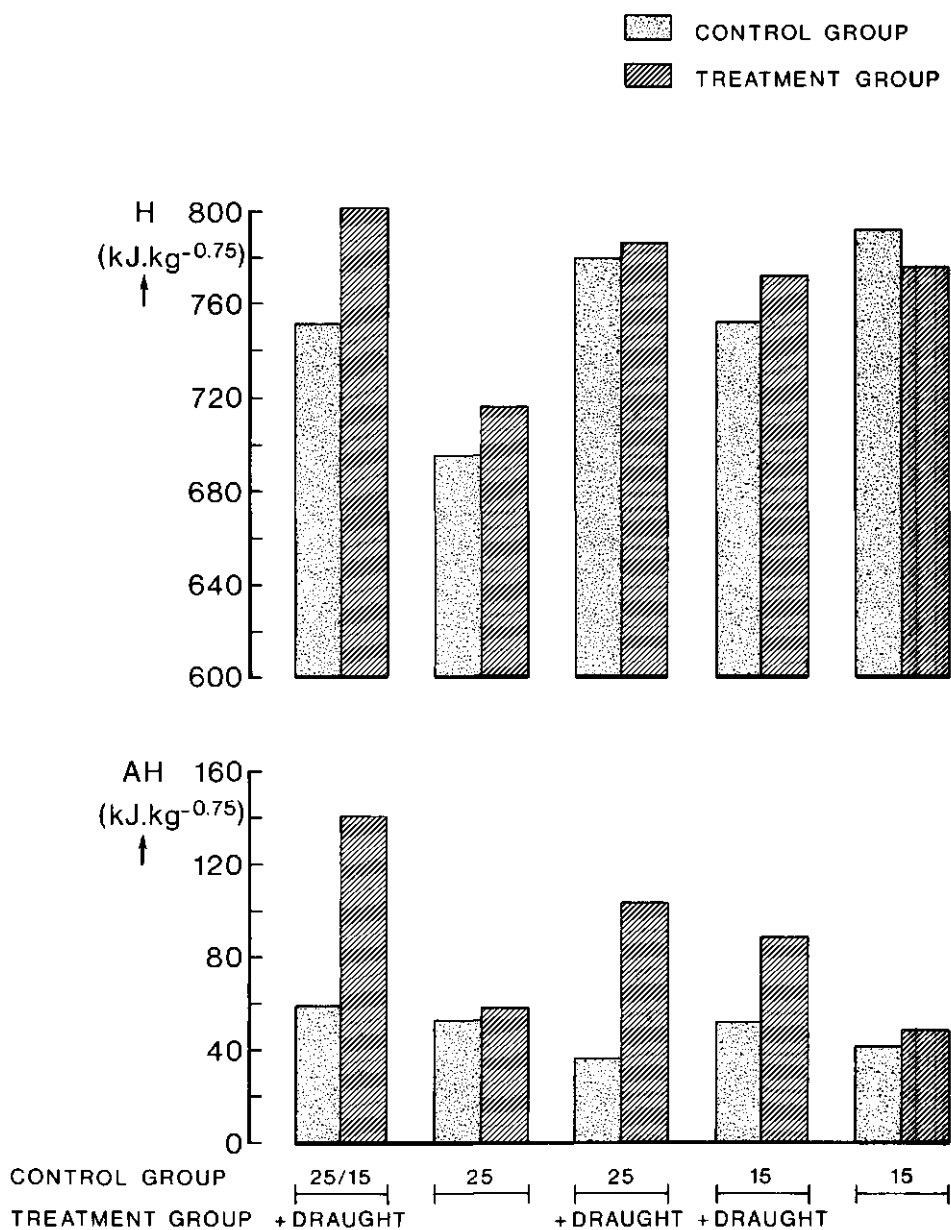 CONTROL GROUP
TREATMENT GROUP
H
(kJ.kg-0.75)
800
760
720
680
640
600
AH
(kJ.kg-0.75)
160
120
80
40
0
CONTROL GROUP 25/15 25 25 15 15
TREATMENT GROUP +DRAUGHT +DRAUGHT +DRAUGHT